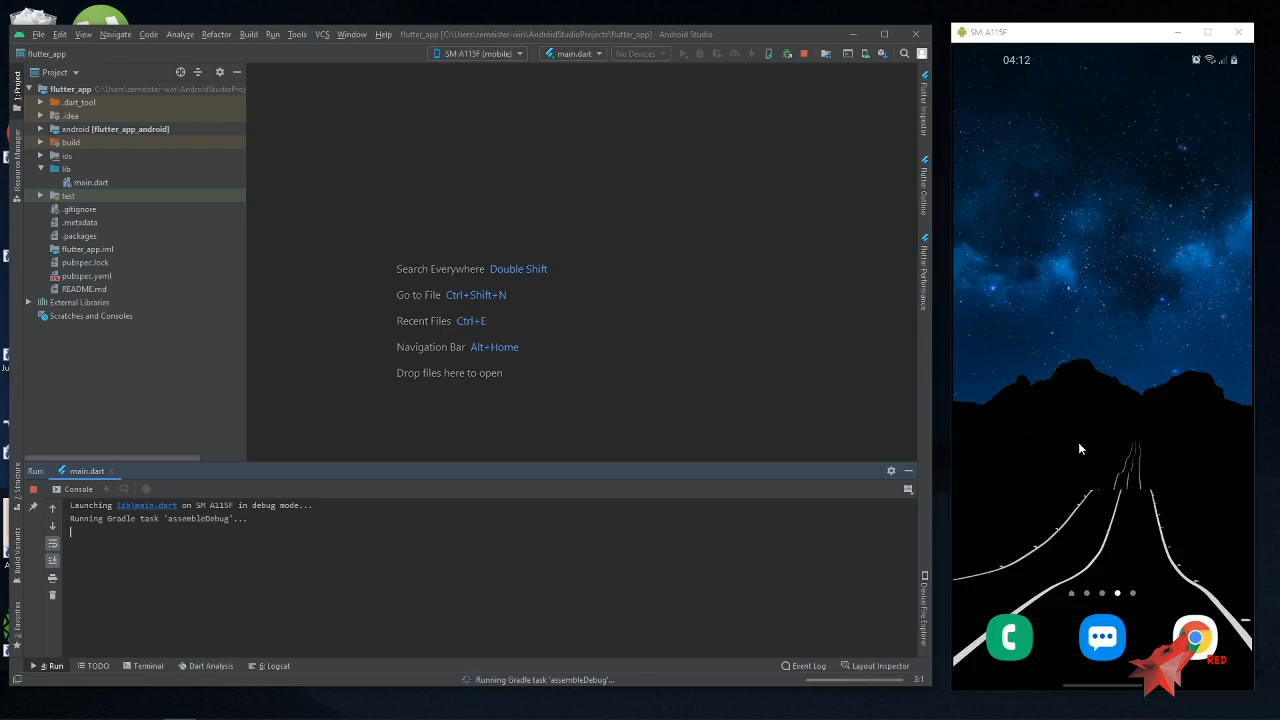 File Edit View Navigate Code Analyze Refactor Build Run Tools VCS Window Help flutter_app [C:\Users\zemeister-win\AndroidStudioProjects\flutter_app] - Android Studio
flutter_app
SM A115F (mobile)
main.dart
No Devices
Project
flutter_app C:\Users\zemeister-win\AndroidStudioProj
.dart_tool
.idea
android [flutter_app_android]
build
ios
lib
main.dart
test
.gitignore
.metadata
.packages
flutter_app.iml
pubspec.lock
pubspec.yaml
README.md
External Libraries
Scratches and Consoles
1: Project
Resource Manager
Z: Structure
Build Variants
2: Favorites
Search Everywhere Double Shift
Go to File Ctrl+Shift+N
Recent Files Ctrl+E
Navigation Bar Alt+Home
Drop files here to open
Flutter Inspector
Flutter Outline
Flutter Performance
Device File Explorer
Run: main.dart
Console
Launching lib\main.dart on SM A115F in debug mode...
Running Gradle task 'assembleDebug'...
4: Run TODO Terminal Dart Analysis 6: Logcat Event Log Layout Inspector
Running Gradle task 'assembleDebug'...
3:1
SM-A115F
04:12
RED